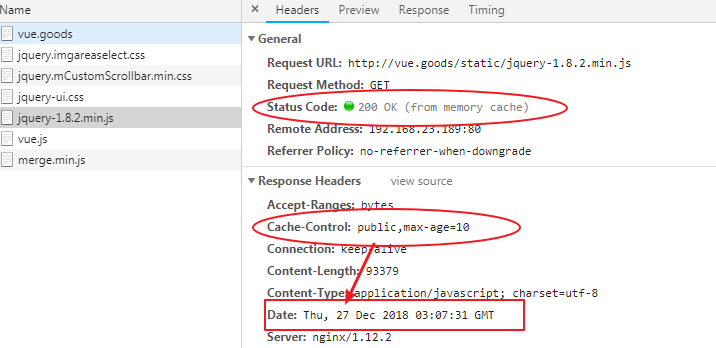 Name
vue.goods
jquery.imgareaselect.css
jquery.mCustomScrollbar.min.css
jquery-ui.css
jquery-1.8.2.min.js
vue.js
merge.min.js
× Headers Preview Response Timing
▼ General
Request URL: http://vue.goods/static/jquery-1.8.2.min.js
Request Method: GET
Status Code: 200 OK (from memory cache)
Remote Address: 192.168.23.189:80
Referrer Policy: no-referrer-when-downgrade
▼ Response Headers view source
Accept-Ranges: bytes
Cache-Control: public,max-age=10
Connection: keep-alive
Content-Length: 93379
Content-Type: application/javascript; charset=utf-8
Date: Thu, 27 Dec 2018 03:07:31 GMT
Server: nginx/1.12.2